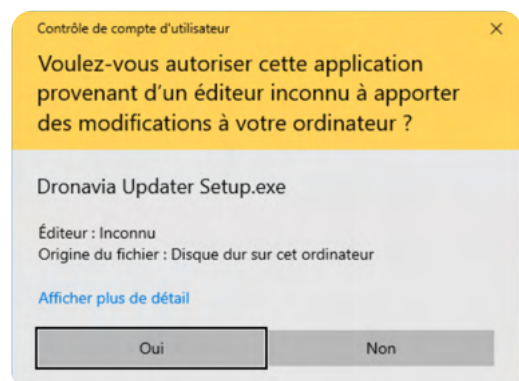 Contrôle de compte d'utilisateur
Voulez-vous autoriser cette application
provenant d'un éditeur inconnu à apporter
des modifications à votre ordinateur ?
Dronavia Updater Setup.exe
Éditeur : Inconnu
Origine du fichier : Disque dur sur cet ordinateur
Afficher plus de détail
Oui
Non